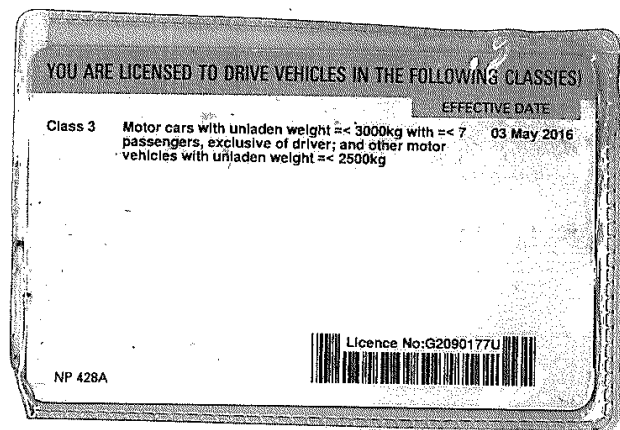 YOU ARE LICENSED TO DRIVE VEHICLES IN THE FOLLOWING CLASS(ES)
EFFECTIVE DATE
Class 3 Motor cars with unladen weight =< 3000kg with =< 7 03 May 2016
passengers, exclusive of driver; and other motor
vehicles with unladen weight =< 2500kg
Licence No:G2090177U
NP 428A